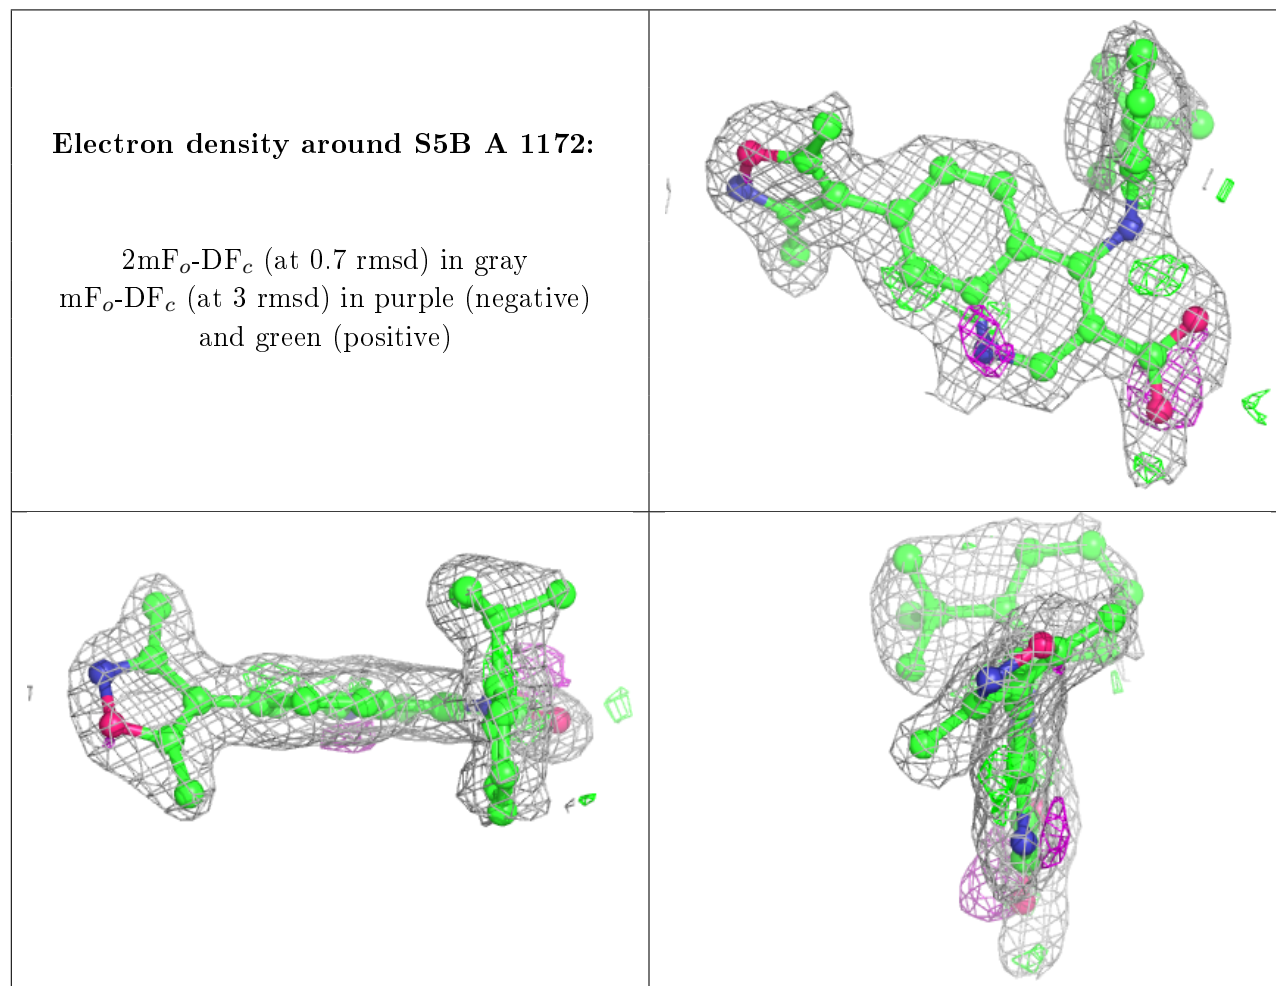 Electron density around S5B A 1172:
2mFo-DFc (at 0.7 rmsd) in gray
mFo-DFc (at 3 rmsd) in purple (negative)
and green (positive)